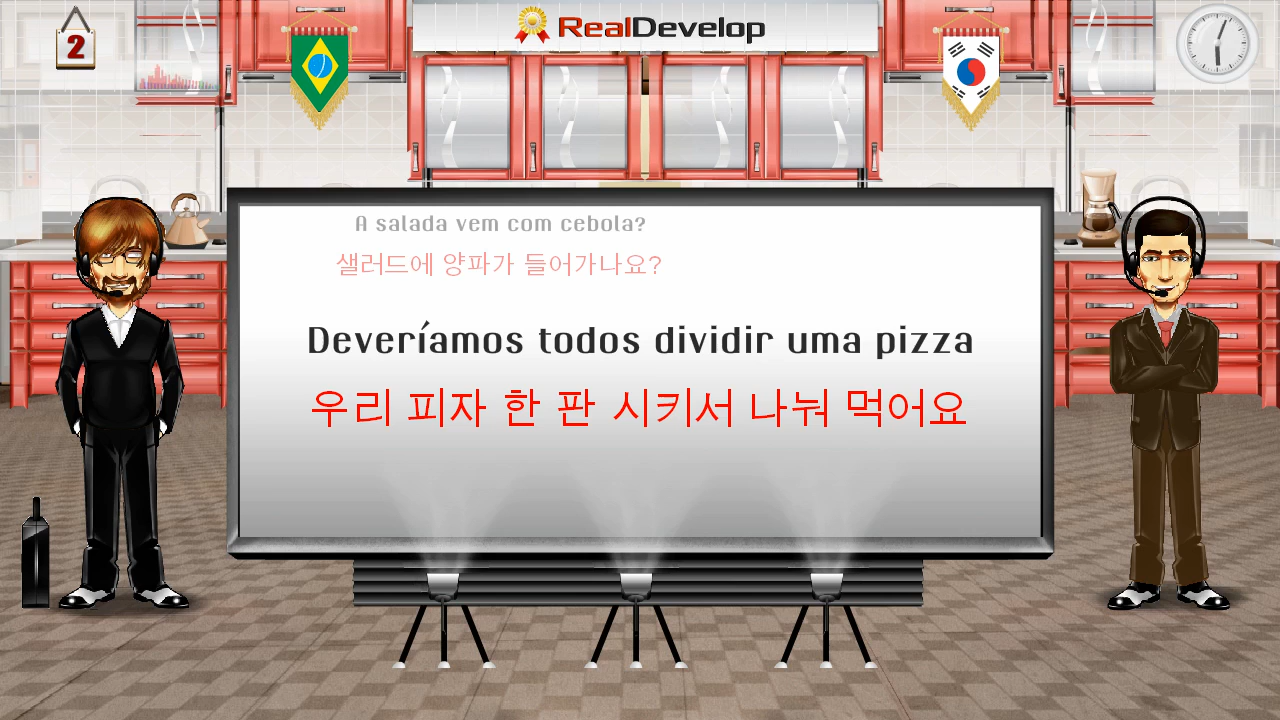 2
RealDevelop
A salada vem com cebola?
샐러드에 양파가 들어가나요?
Deveríamos todos dividir uma pizza
우리 피자 한 판 시키서 나눠 먹어요